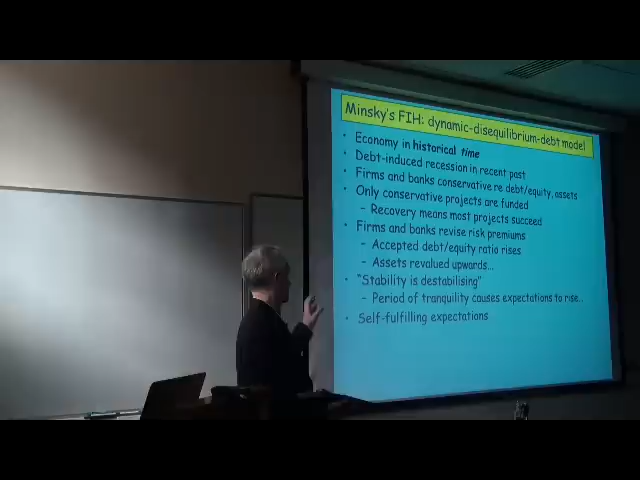 Minsky's FIH: dynamic-disequilibrium-debt model
• Economy in historical time
• Debt-induced recession in recent past
• Firms and banks conservative re debt/equity, assets
• Only conservative projects are funded
– Recovery means most projects succeed
• Firms and banks revise risk premiums
– Accepted debt/equity ratio rises
– Assets revalued upwards...
• "Stability is destabilising"
– Period of tranquility causes expectations to rise..
• Self-fulfilling expectations